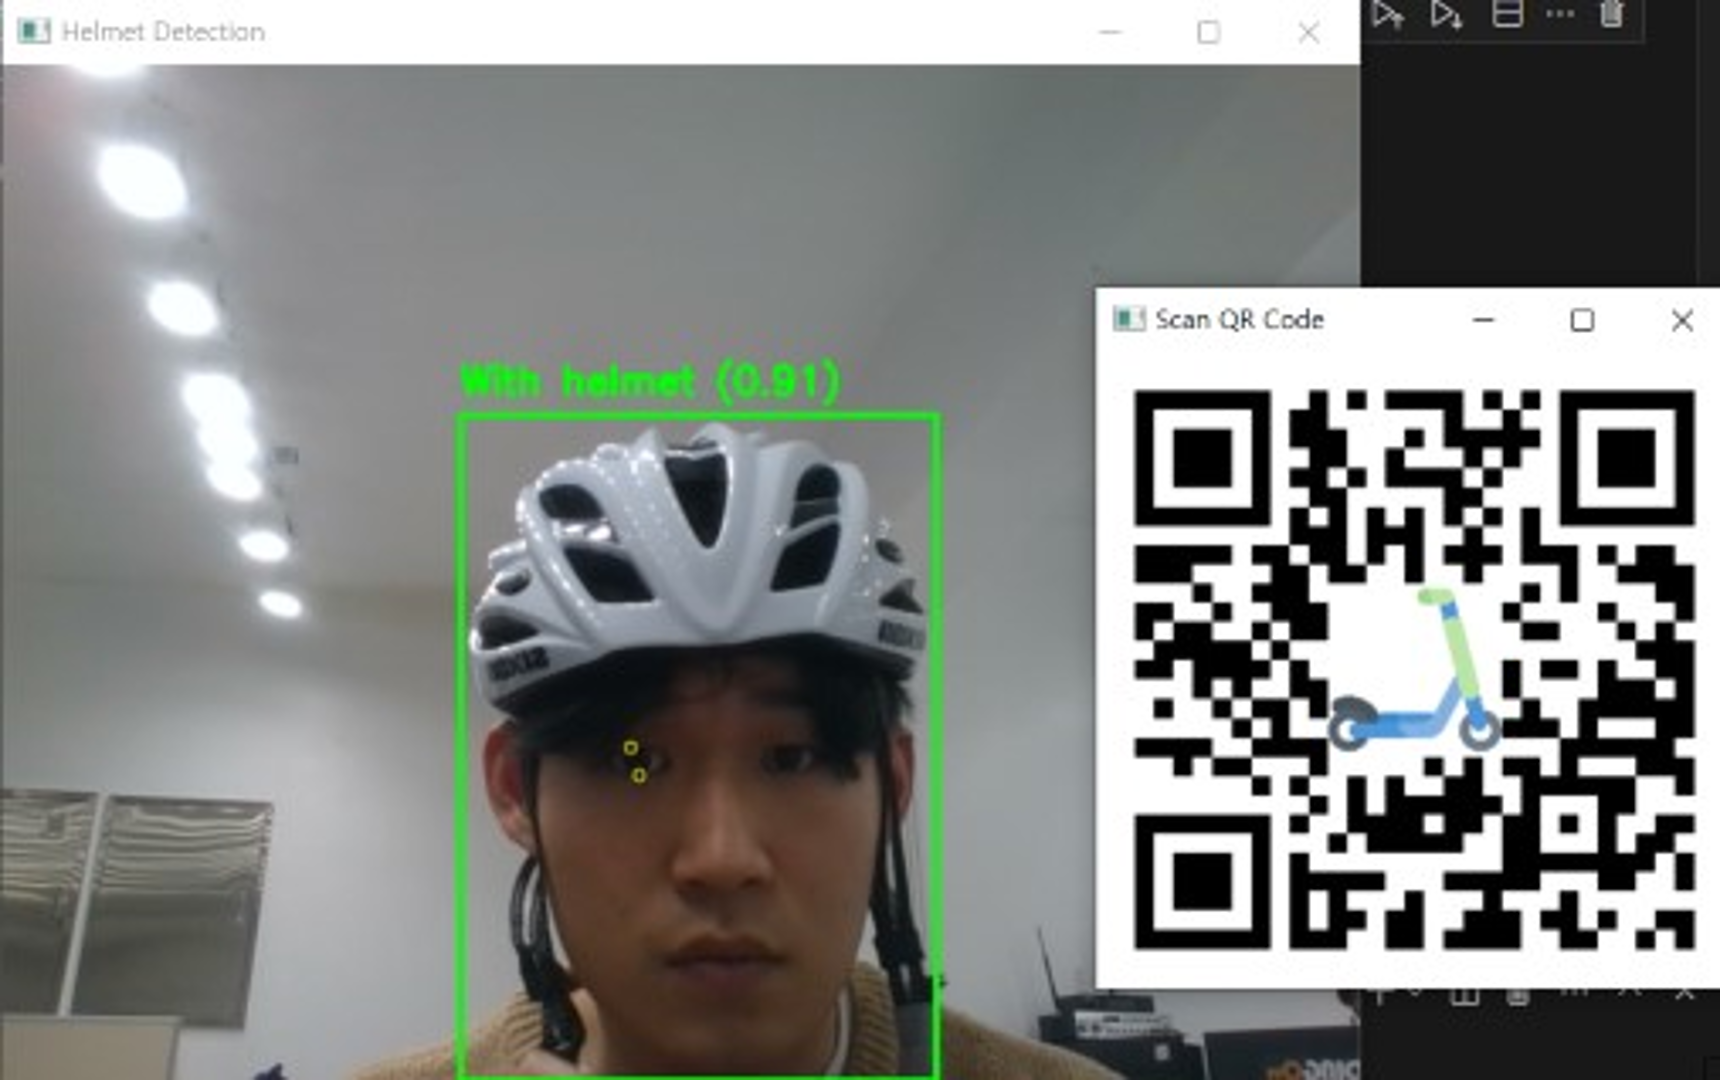 Helmet Detection
With helmet (0.91)
Scan QR Code